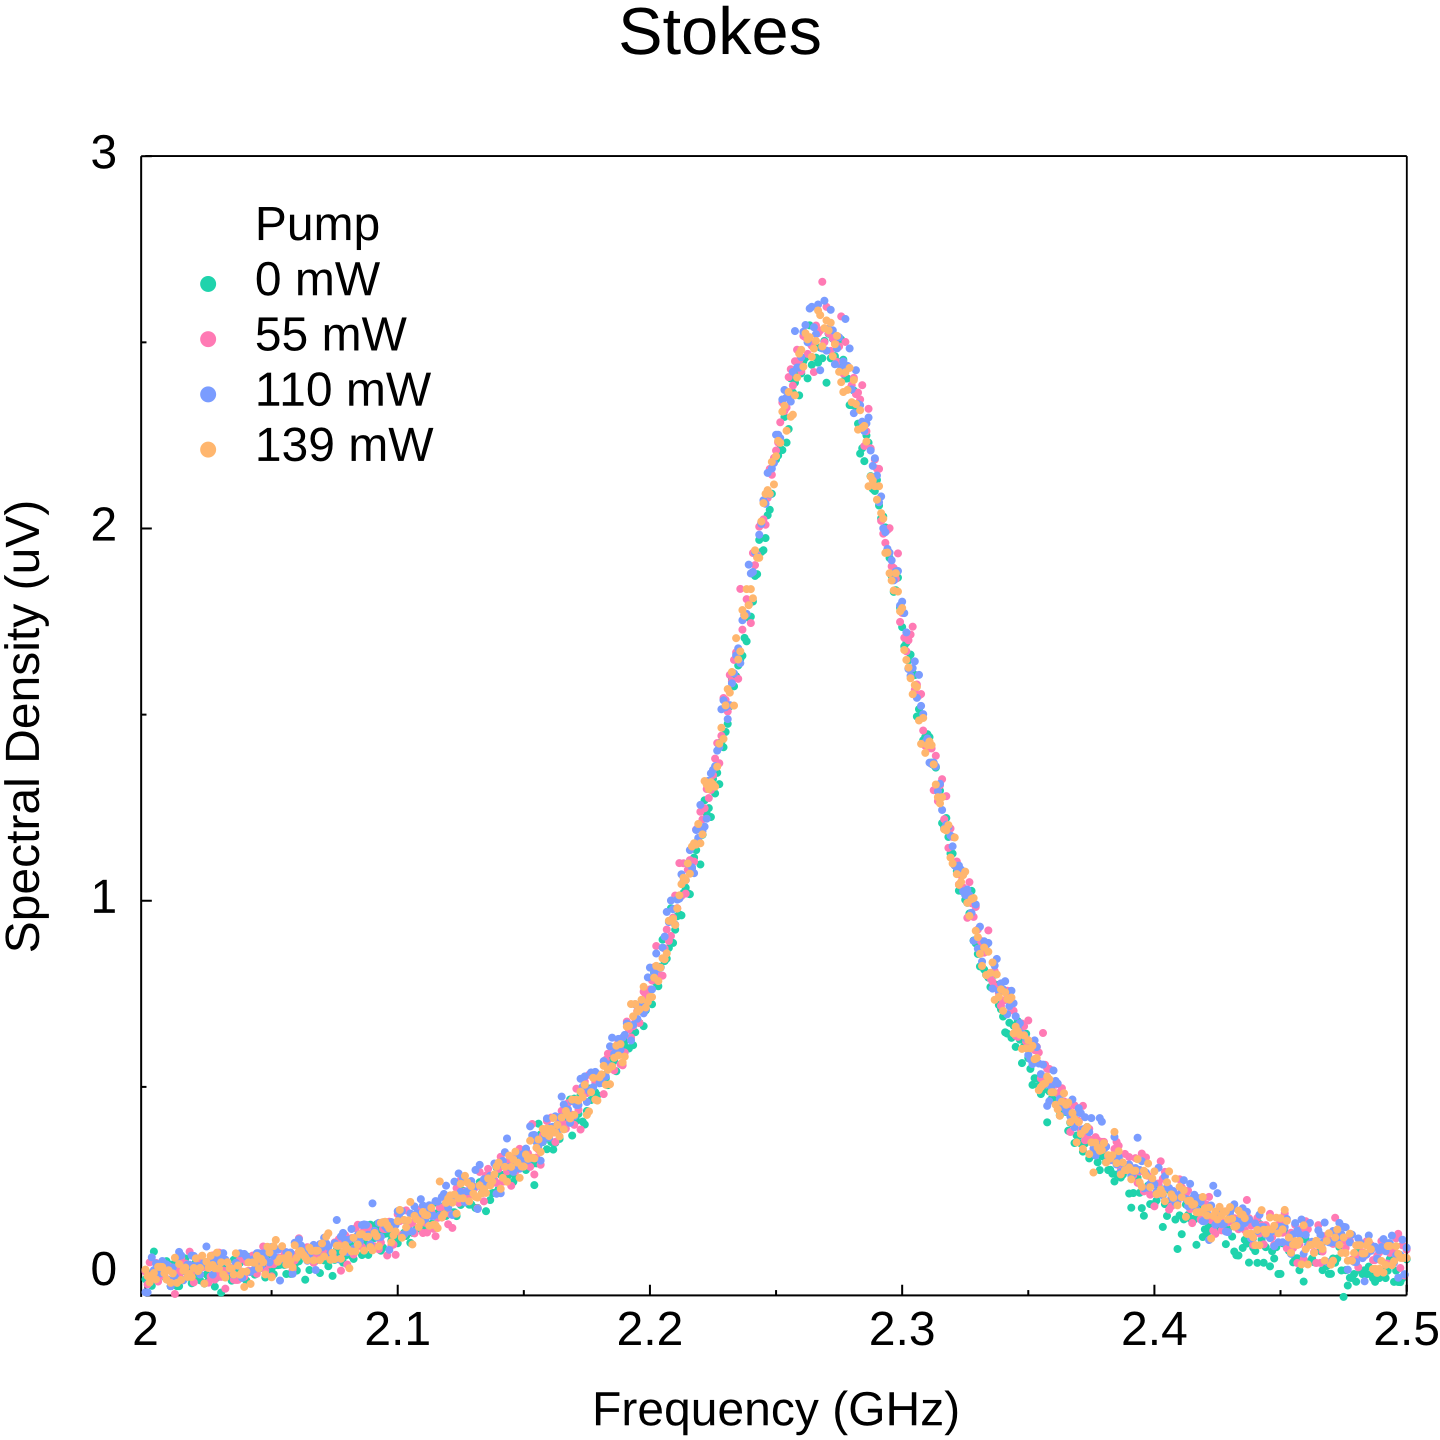 Stokes
3
Pump
0 mW
55 mW
110 mW
139 mW
2
1
0
Spectral Density (uV)
2 2.1 2.2 2.3 2.4 2.5
Frequency (GHz)